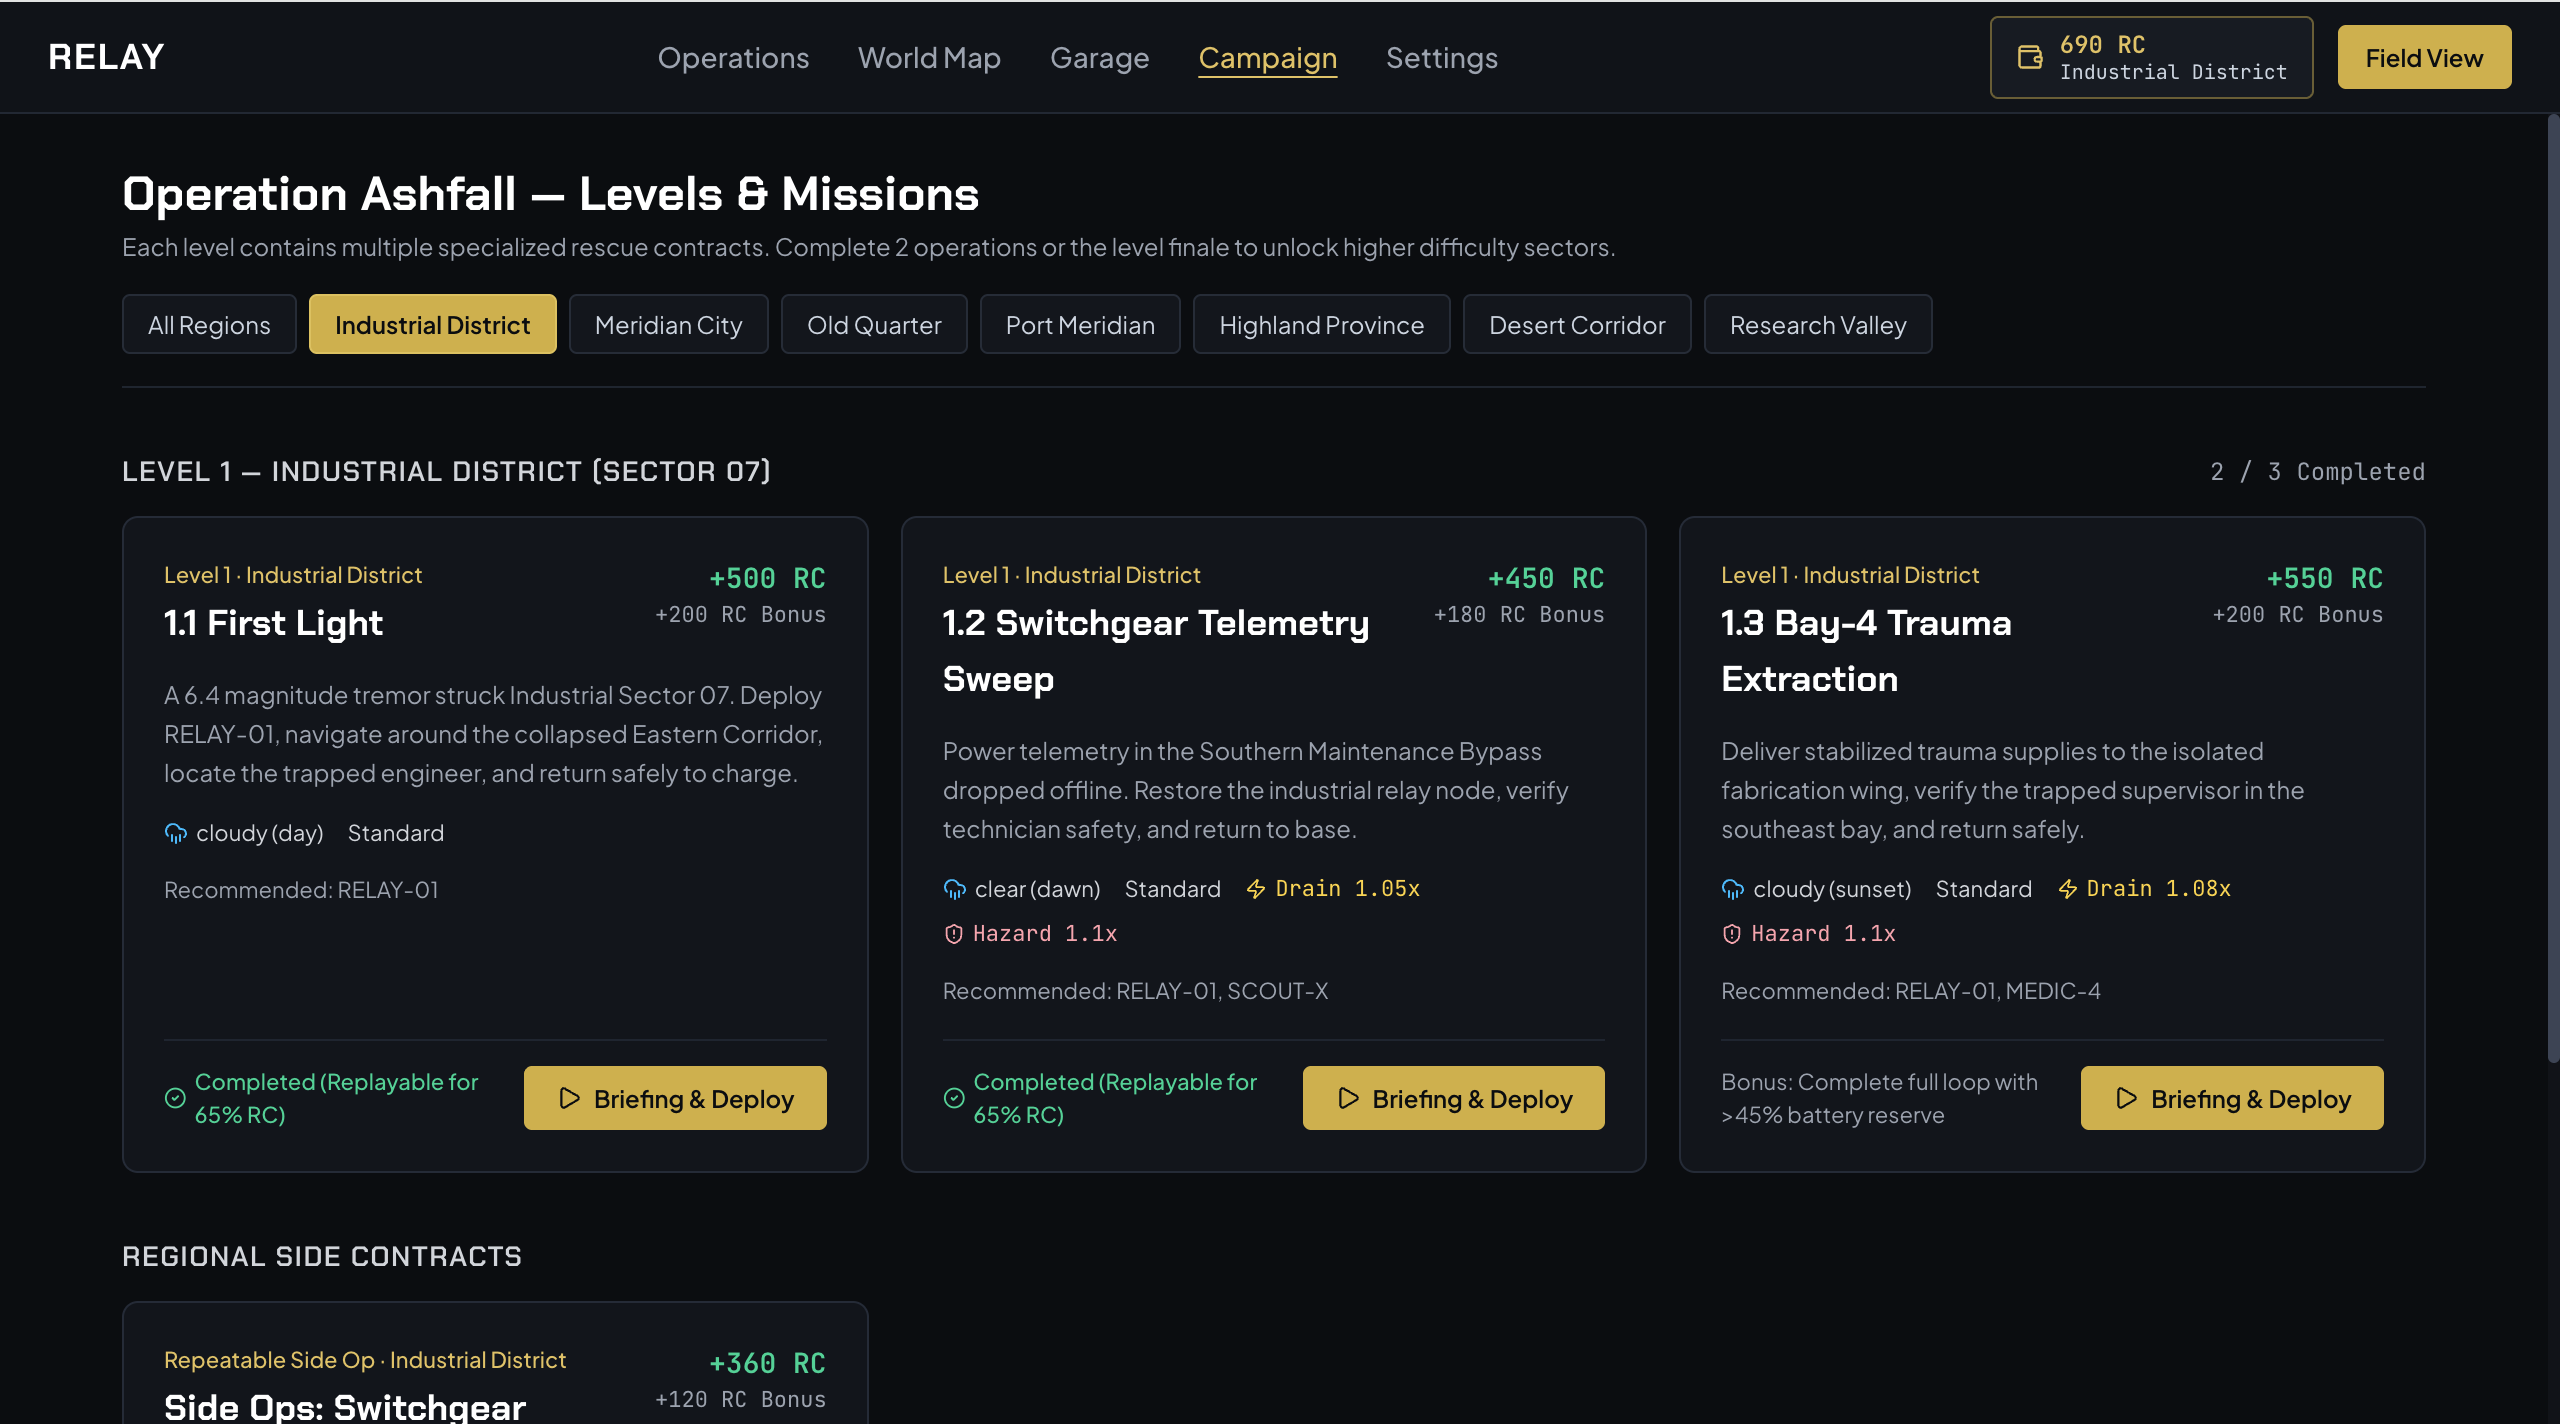 RELAY
Operations
World Map
Garage
Campaign
Settings
690 RC
Industrial District
Field View
Operation Ashfall — Levels & Missions
Each level contains multiple specialized rescue contracts. Complete 2 operations or the level finale to unlock higher difficulty sectors.
All Regions
Industrial District
Meridian City
Old Quarter
Port Meridian
Highland Province
Desert Corridor
Research Valley
LEVEL 1 — INDUSTRIAL DISTRICT (SECTOR 07)
2 / 3 Completed
Level 1 · Industrial District
+500 RC
1.1 First Light
+200 RC Bonus
A 6.4 magnitude tremor struck Industrial Sector 07. Deploy
RELAY-01, navigate around the collapsed Eastern Corridor,
locate the trapped engineer, and return safely to charge.
cloudy (day)
Standard
Recommended: RELAY-01
Completed (Replayable for
65% RC)
Briefing & Deploy
Level 1 · Industrial District
+450 RC
1.2 Switchgear Telemetry
Sweep
+180 RC Bonus
Power telemetry in the Southern Maintenance Bypass
dropped offline. Restore the industrial relay node, verify
technician safety, and return to base.
clear (dawn)
Standard
Drain 1.05x
Hazard 1.1x
Recommended: RELAY-01, SCOUT-X
Completed (Replayable for
65% RC)
Briefing & Deploy
Level 1 · Industrial District
+550 RC
1.3 Bay-4 Trauma
Extraction
+200 RC Bonus
Deliver stabilized trauma supplies to the isolated
fabrication wing, verify the trapped supervisor in the
southeast bay, and return safely.
cloudy (sunset)
Standard
Drain 1.08x
Hazard 1.1x
Recommended: RELAY-01, MEDIC-4
Bonus: Complete full loop with
>45% battery reserve
Briefing & Deploy
REGIONAL SIDE CONTRACTS
Repeatable Side Op · Industrial District
+360 RC
Side Ops: Switchgear
+120 RC Bonus